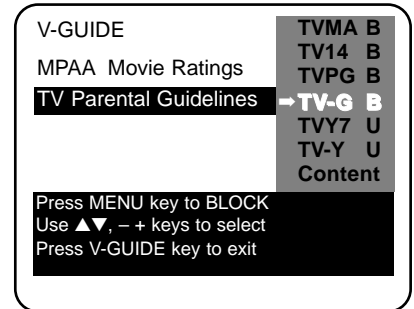 V-GUIDE
MPAA Movie Ratings
TV Parental Guidelines
TVMA B
TV14 B
TVPG B
➡TV-G B
TVY7 U
TV-Y U
Content
Press MENU key to BLOCK
Use ▲▼, – + keys to select
Press V-GUIDE key to exit